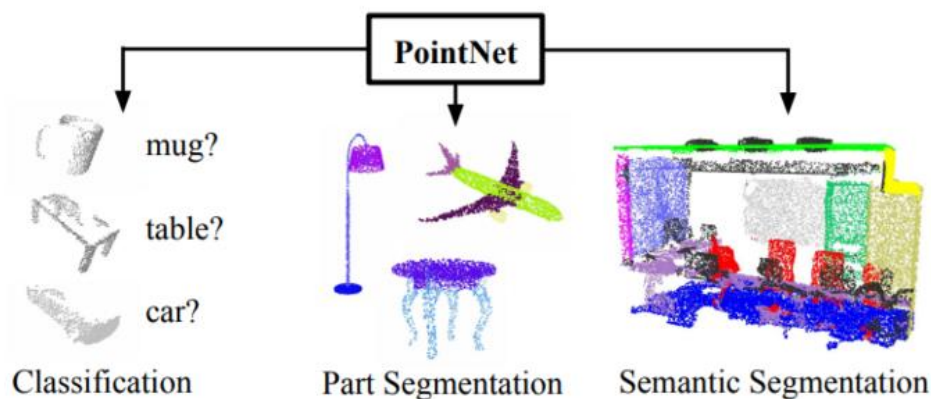 PointNet
mug?
table?
car?
Classification
Part Segmentation
Semantic Segmentation